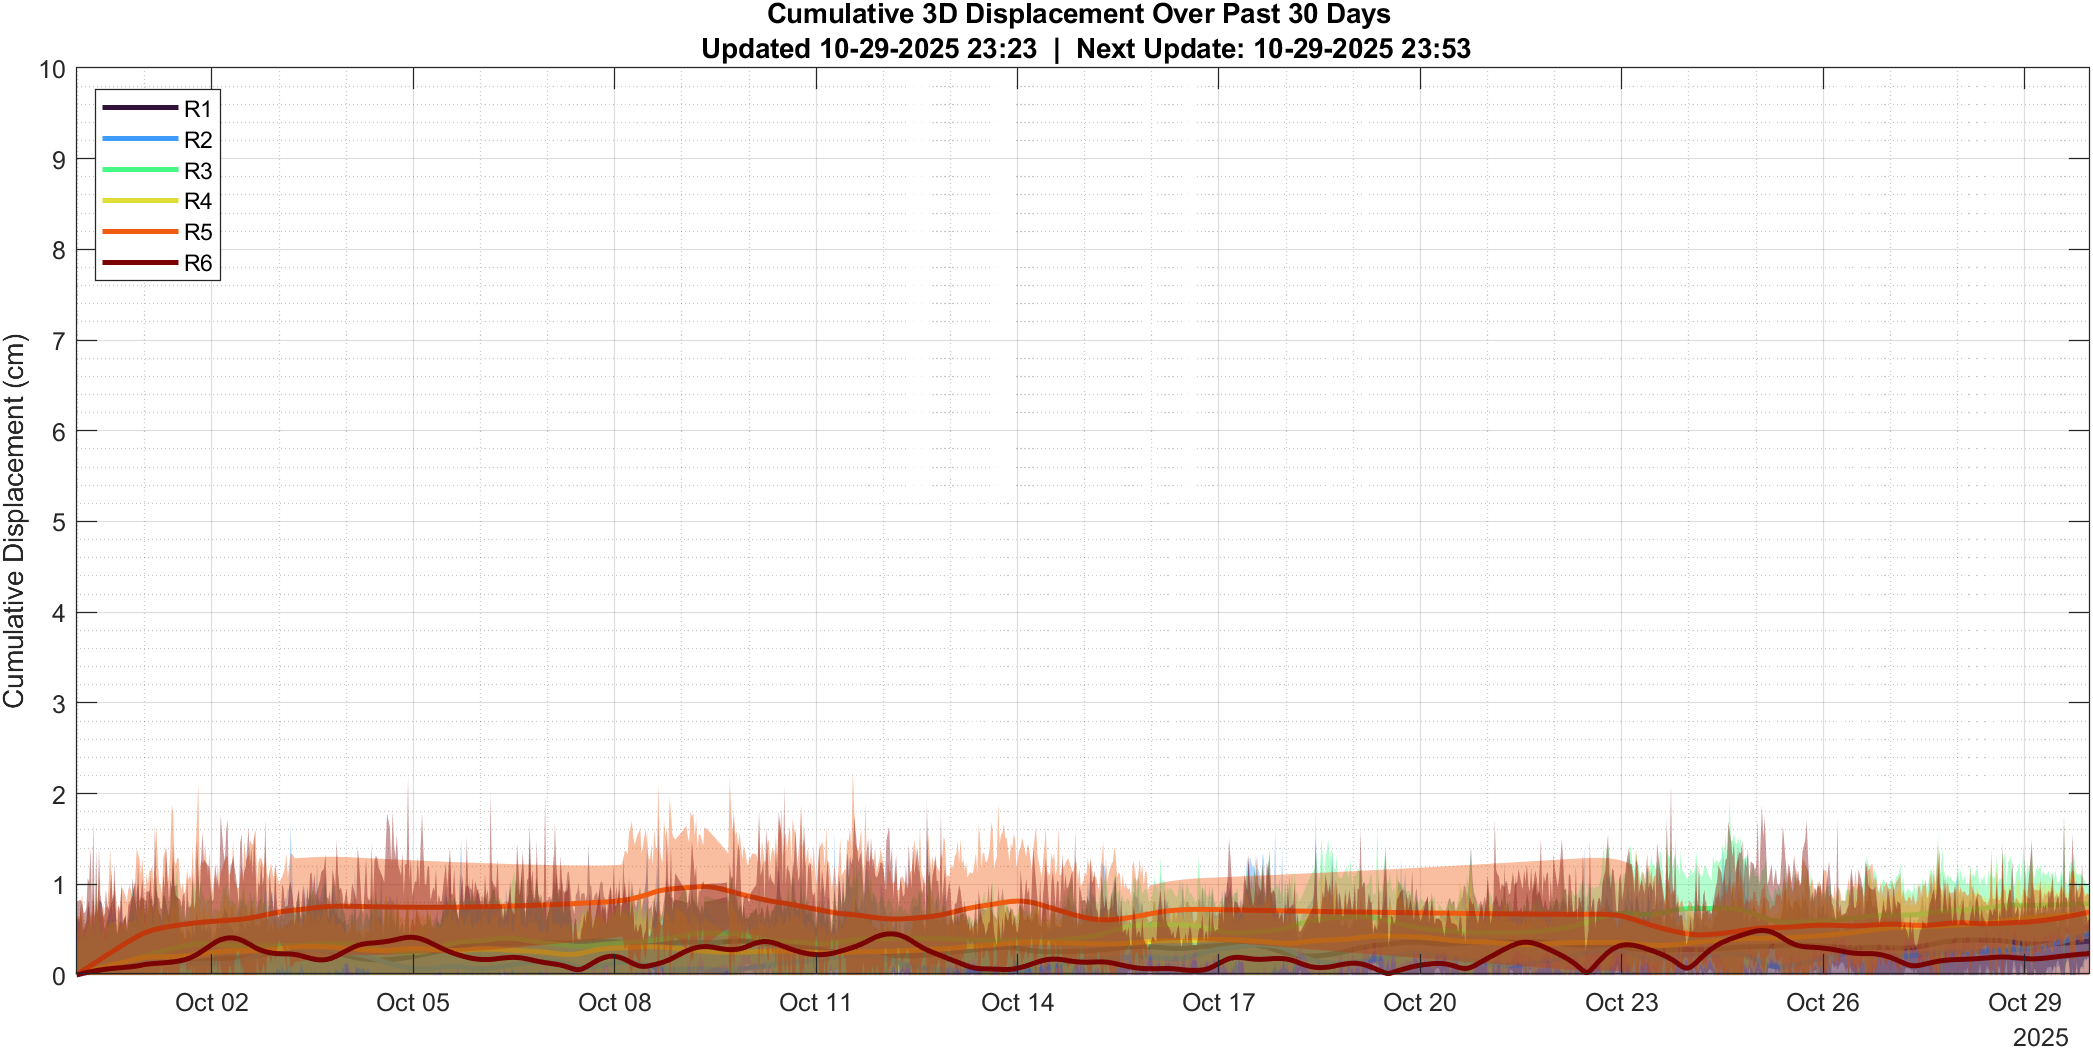 Cumulative 3D Displacement Over Past 30 Days
Updated 10-29-2025 23:23 | Next Update: 10-29-2025 23:53
Cumulative Displacement (cm)
10
9
8
7
6
5
4
3
2
1
0
R1
R2
R3
R4
R5
R6
Oct 02
Oct 05
Oct 08
Oct 11
Oct 14
Oct 17
Oct 20
Oct 23
Oct 26
Oct 29
2025